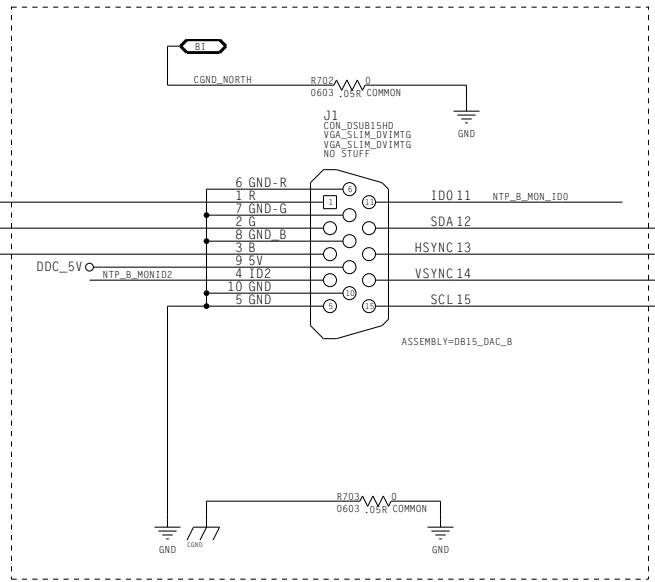 BI
CGND_NORTH
R702 0
0603 .05R COMMON
GND
J1
CON_DSUB15HD
VGA_SLIM_DVIMTG
VGA_SLIM_DVIMTG
NO STUFF
6 GND-R
1 R
7 GND-G
2 G
8 GND_B
3 B
9 5V
4 ID2
10 GND
5 GND
DDC_5V
NTP_B_MONID2
6
1
11
10
5
15
ID0 11 NTP_B_MON_ID0
SDA 12
HSYNC 13
VSYNC 14
SCL 15
ASSEMBLY=DB15_DAC_B
R703 0
0603 .05R COMMON
GND
CGND
GND